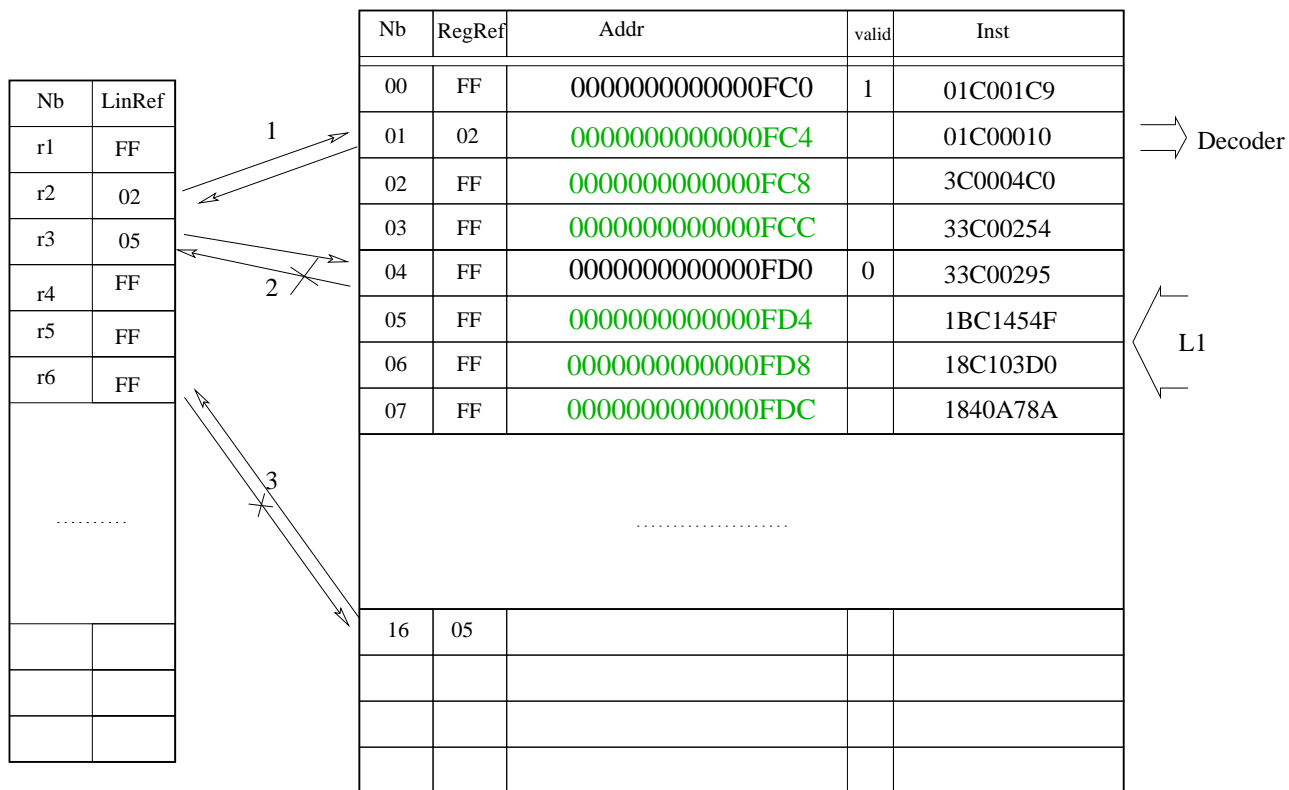 Nb RegRef Addr valid Inst
00 FF 0000000000000FC0 1 01C001C9
01 02 0000000000000FC4 01C00010
02 FF 0000000000000FC8 3C0004C0
03 FF 0000000000000FCC 33C00254
04 FF 0000000000000FD0 0 33C00295
05 FF 0000000000000FD4 1BC1454F
06 FF 0000000000000FD8 18C103D0
07 FF 0000000000000FDC 1840A78A
.....................
16 05
Nb LinRef
r1 FF
r2 02
r3 05
r4 FF
r5 FF
r6 FF
..........
1
2
3
Decoder
L1